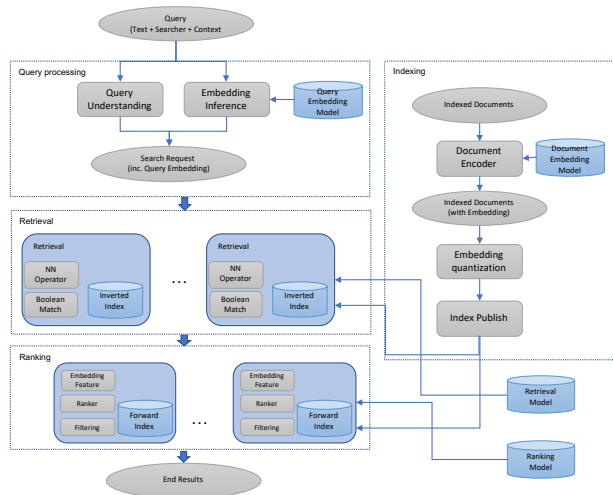 Query
(Text + Searcher + Context
Query processing
Query
Understanding
Embedding
Inference
Query
Embedding
Model
Search Request
(inc. Query Embedding)
Indexing
Indexed Documents
Document
Encoder
Document
Embedding
Model
Indexed Documents
(with Embedding)
Embedding
quantization
Index Publish
Retrieval
Retrieval
NN
Operator
Boolean
Match
Inverted
Index
...
Retrieval
NN
Operator
Boolean
Match
Inverted
Index
Ranking
Embedding
Feature
Ranker
Filtering
Forward
Index
...
Embedding
Feature
Ranker
Filtering
Forward
Index
Retrieval
Model
Ranking
Model
End Results